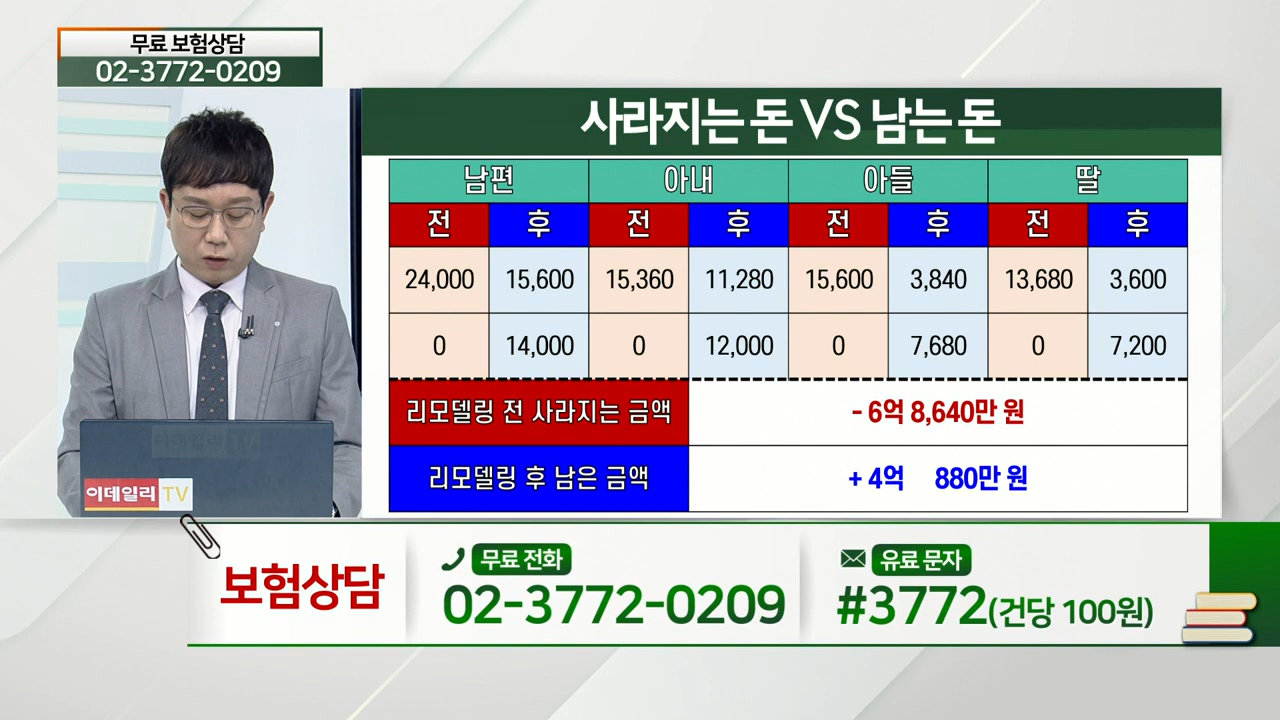 무료 보험상담
02-3772-0209
사라지는 돈 VS 남는 돈
남편 아내 아들 딸
전 후 전 후 전 후 전 후
24,000 15,600 15,360 11,280 15,600 3,840 13,680 3,600
0 14,000 0 12,000 0 7,680 0 7,200
리모델링 전 사라지는 금액 - 6억 8,640만 원
리모델링 후 남은 금액 + 4억 880만 원
이데일리 TV
이데일리TV
보험상담
무료 전화
02-3772-0209
유료 문자
#3772(건당 100원)